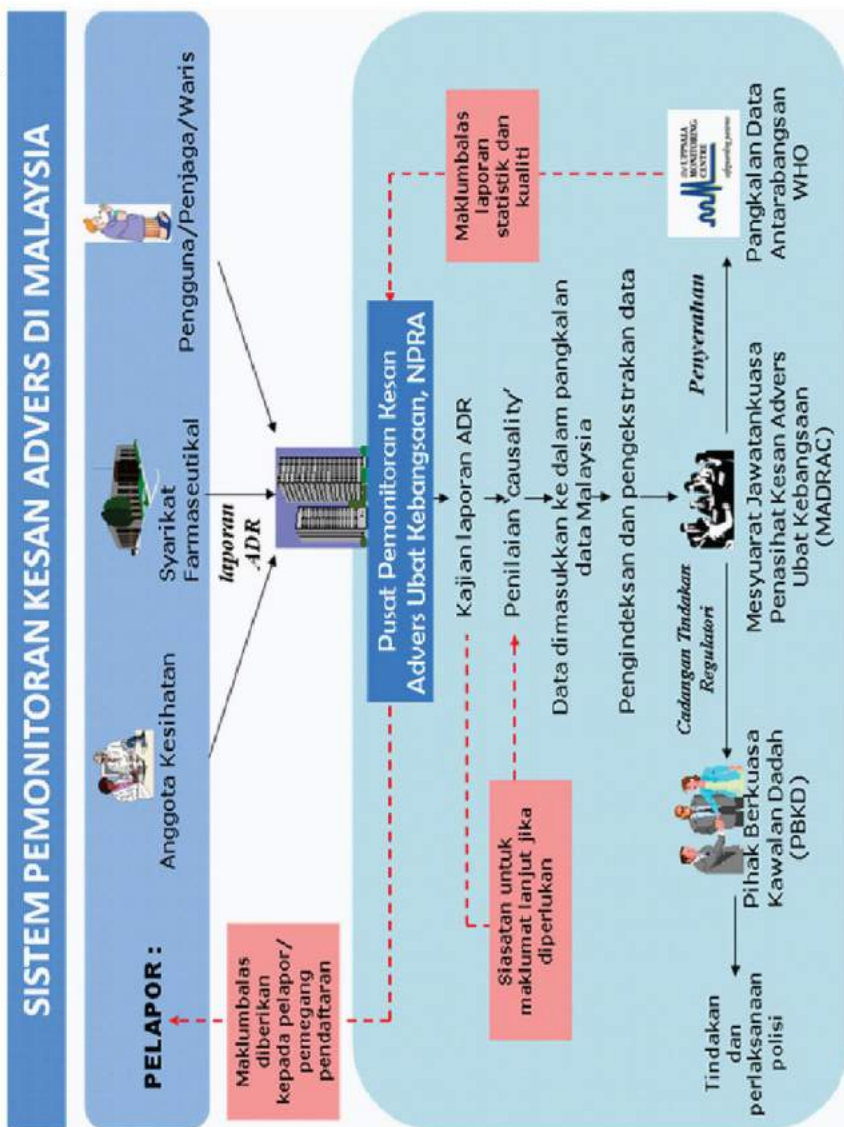 SISTEM PEMONITORAN KESAN ADVERS DI MALAYSIA
PELAPOR :
Anggota Kesihatan
Syarikat
Farmaseutikal
Pengguna/Penjaga/Waris
laporan
ADR
Maklumbalas
diberikan
kepada pelapor/
pemegang
pendaftaran
Pusat Pemonitoran Kesan
Advers Ubat Kebangsaan, NPRA
Maklumbalas
laporan
statistik dan
kualiti
Kajian laporan ADR
Siasatan untuk
maklumat lanjut jika
diperlukan
Penilaian 'causality'
Data dimasukkan ke dalam pangkalan
data Malaysia
Pengindeksan dan pengekstrakan data
Cadangan Tindakan
Regulatori
Penyerahan
UPPSALA
MONITORING
CENTRE
Tindakan
dan
perlaksanaan
polisi
Pihak Berkuasa
Kawalan Dadah
(PBKD)
Mesyuarat Jawatankuasa
Penasihat Kesan Advers
Ubat Kebangsaan
(MADRAC)
Pangkalan Data
Antarabangsan
WHO